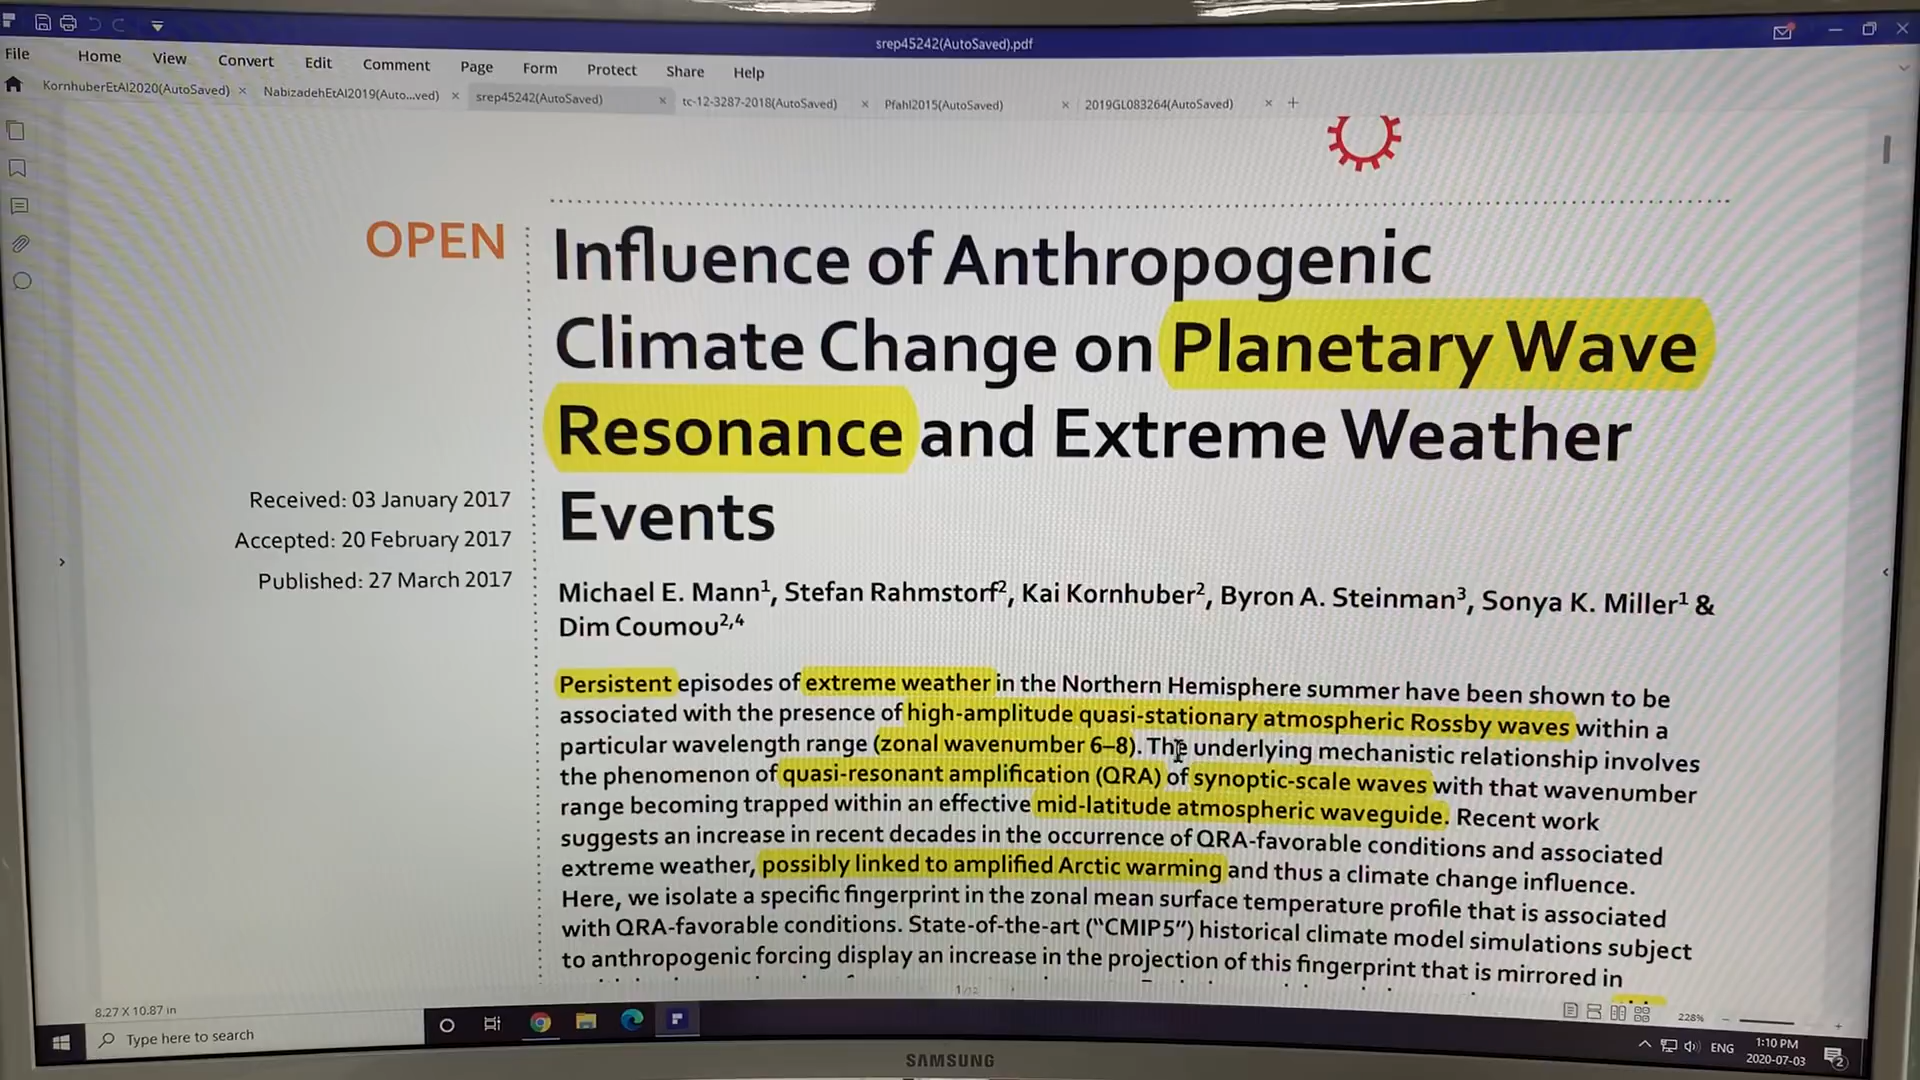 srep45242(AutoSaved).pdf
File Home View Convert Edit Comment Page Form Protect Share Help
KornhuberEtAl2020(AutoSaved) × NabizadehEtAl2019(Auto...ved) × srep45242(AutoSaved) × tc-12-3287-2018(AutoSaved) × Pfahl2015(AutoSaved) × 2019GL083264(AutoSaved) × +
OPEN
Influence of Anthropogenic
Climate Change on Planetary Wave
Resonance and Extreme Weather
Events
Received: 03 January 2017
Accepted: 20 February 2017
Published: 27 March 2017
Michael E. Mann1, Stefan Rahmstorf2, Kai Kornhuber2, Byron A. Steinman3, Sonya K. Miller1 &
Dim Coumou2,4
Persistent episodes of extreme weather in the Northern Hemisphere summer have been shown to be
associated with the presence of high-amplitude quasi-stationary atmospheric Rossby waves within a
particular wavelength range (zonal wavenumber 6–8). The underlying mechanistic relationship involves
the phenomenon of quasi-resonant amplification (QRA) of synoptic-scale waves with that wavenumber
range becoming trapped within an effective mid-latitude atmospheric waveguide. Recent work
suggests an increase in recent decades in the occurrence of QRA-favorable conditions and associated
extreme weather, possibly linked to amplified Arctic warming and thus a climate change influence.
Here, we isolate a specific fingerprint in the zonal mean surface temperature profile that is associated
with QRA-favorable conditions. State-of-the-art (“CMIP5”) historical climate model simulations subject
to anthropogenic forcing display an increase in the projection of this fingerprint that is mirrored in
8.27 X 10.87 in
1/12
228%
Type here to search
ENG
1:10 PM
2020-07-03
2
SAMSUNG